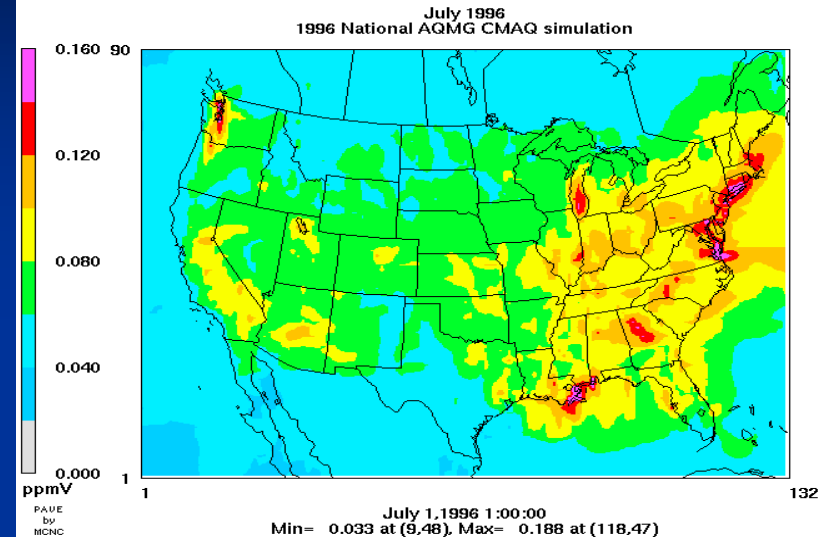 July 1996
1996 National AQMG CMAQ simulation
0.160
0.120
0.080
0.040
0.000
ppmV
PAVE
by
MCNC
90
1
1
132
July 1,1996 1:00:00
Min= 0.033 at (9,48), Max= 0.188 at (118,47)